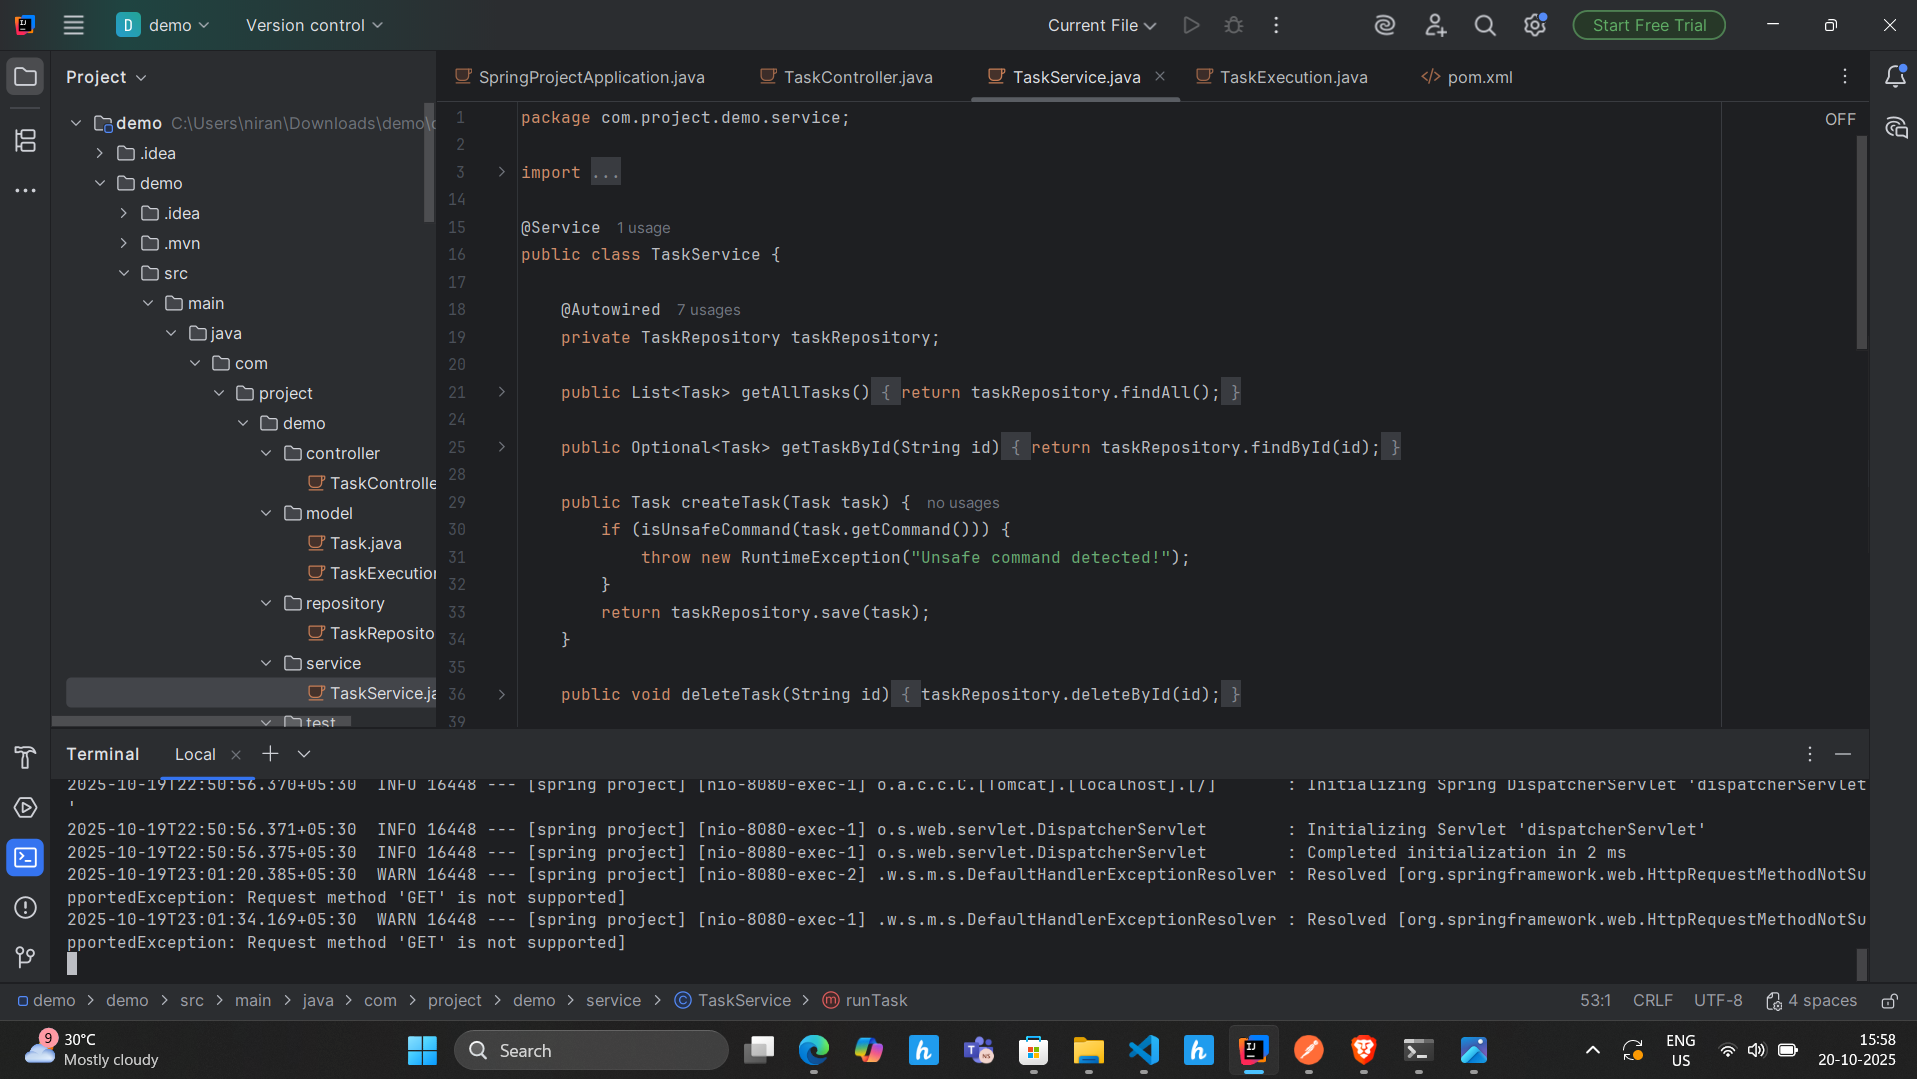 D demo Version control Current File Start Free Trial
Project
SpringProjectApplication.java TaskController.java TaskService.java TaskExecution.java </> pom.xml
demo C:\Users\niran\Downloads\demo\d
.idea
demo
.idea
.mvn
src
main
java
com
project
demo
controller
TaskControlle
model
Task.java
TaskExecution
repository
TaskReposito
service
TaskService.ja
test
OFF
1 package com.project.demo.service;
2
3 import ...
14
15 @Service 1 usage
16 public class TaskService {
17
18 @Autowired 7 usages
19 private TaskRepository taskRepository;
20
21 public List<Task> getAllTasks() { return taskRepository.findAll(); }
24
25 public Optional<Task> getTaskById(String id) { return taskRepository.findById(id); }
28
29 public Task createTask(Task task) { no usages
30 if (isUnsafeCommand(task.getCommand())) {
31 throw new RuntimeException("Unsafe command detected!");
32 }
33 return taskRepository.save(task);
34 }
35
36 public void deleteTask(String id) { taskRepository.deleteById(id); }
39
Terminal Local
2025-10-19T22:50:56.370+05:30 INFO 16448 --- [spring project] [nio-8080-exec-1] o.a.c.c.C.[Tomcat].[localhost].[/] : Initializing Spring DispatcherServlet 'dispatcherServlet
'
2025-10-19T22:50:56.371+05:30 INFO 16448 --- [spring project] [nio-8080-exec-1] o.s.web.servlet.DispatcherServlet : Initializing Servlet 'dispatcherServlet'
2025-10-19T22:50:56.375+05:30 INFO 16448 --- [spring project] [nio-8080-exec-1] o.s.web.servlet.DispatcherServlet : Completed initialization in 2 ms
2025-10-19T23:01:20.385+05:30 WARN 16448 --- [spring project] [nio-8080-exec-2] .w.s.m.s.DefaultHandlerExceptionResolver : Resolved [org.springframework.web.HttpRequestMethodNotSu
pportedException: Request method 'GET' is not supported]
2025-10-19T23:01:34.169+05:30 WARN 16448 --- [spring project] [nio-8080-exec-1] .w.s.m.s.DefaultHandlerExceptionResolver : Resolved [org.springframework.web.HttpRequestMethodNotSu
pportedException: Request method 'GET' is not supported]
demo > demo > src > main > java > com > project > demo > service > TaskService > runTask 53:1 CRLF UTF-8 4 spaces
9 30°C
Mostly cloudy
Search
ENG
US
15:58
20-10-2025